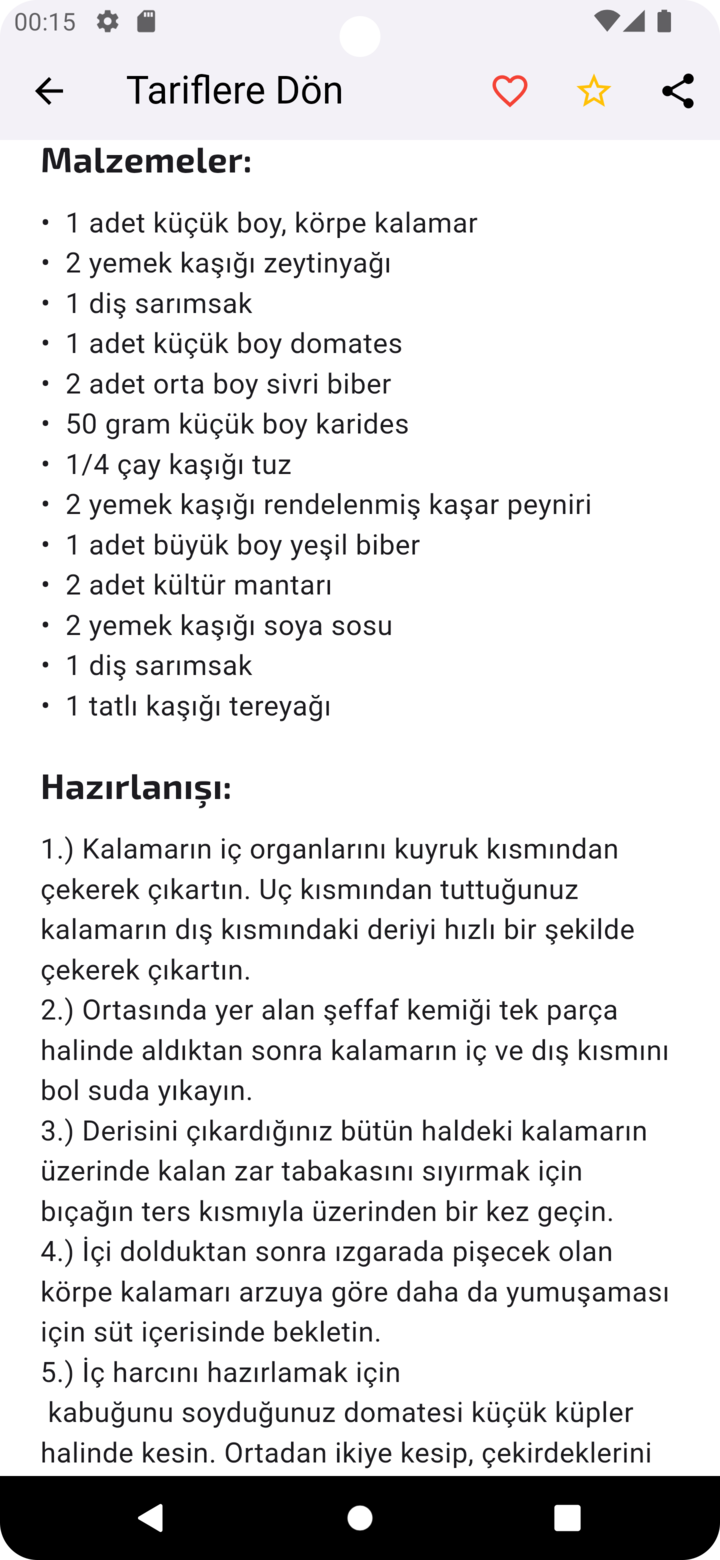 00:15
Tariflere Dön
Malzemeler:
• 1 adet küçük boy, körpe kalamar
• 2 yemek kaşığı zeytinyağı
• 1 diş sarımsak
• 1 adet küçük boy domates
• 2 adet orta boy sivri biber
• 50 gram küçük boy karides
• 1/4 çay kaşığı tuz
• 2 yemek kaşığı rendelenmiş kaşar peyniri
• 1 adet büyük boy yeşil biber
• 2 adet kültür mantarı
• 2 yemek kaşığı soya sosu
• 1 diş sarımsak
• 1 tatlı kaşığı tereyağı
Hazırlanışı:
1.) Kalamarın iç organlarını kuyruk kısmından
çekerek çıkartın. Uç kısmından tuttuğunuz
kalamarın dış kısmındaki deriyi hızlı bir şekilde
çekerek çıkartın.
2.) Ortasında yer alan şeffaf kemiği tek parça
halinde aldıktan sonra kalamarın iç ve dış kısmını
bol suda yıkayın.
3.) Derisini çıkardığınız bütün haldeki kalamarın
üzerinde kalan zar tabakasını sıyırmak için
bıçağın ters kısmıyla üzerinden bir kez geçin.
4.) İçi dolduktan sonra ızgarada pişecek olan
körpe kalamarı arzuya göre daha da yumuşaması
için süt içerisinde bekletin.
5.) İç harcını hazırlamak için
kabuğunu soyduğunuz domatesi küçük küpler
halinde kesin. Ortadan ikiye kesip, çekirdeklerini